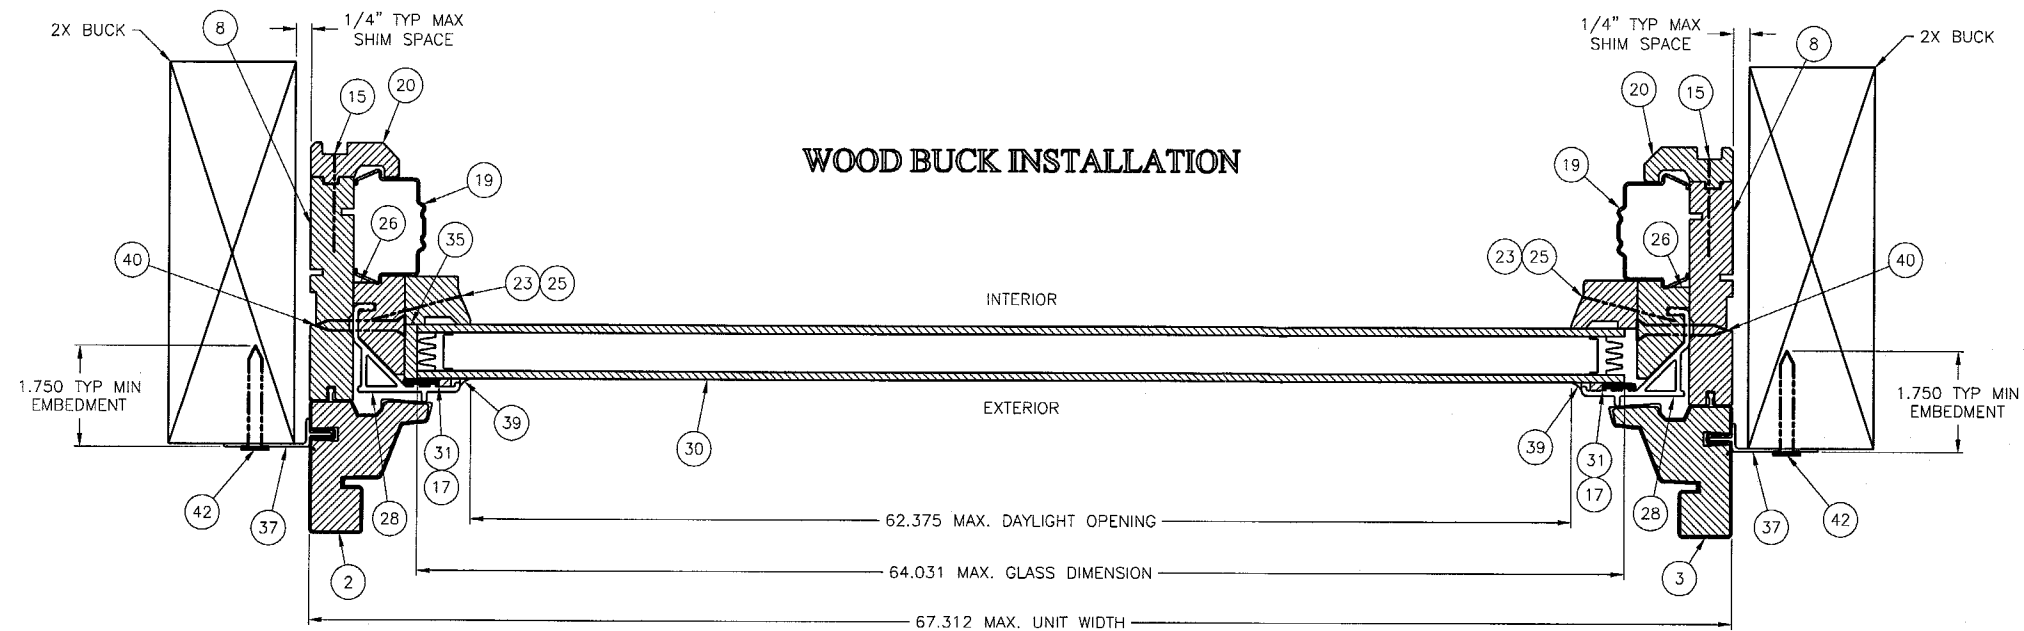 2X BUCK
8
1/4" TYP MAX
SHIM SPACE
15
20
19
26
35
40
23 25
1.750 TYP MIN
EMBEDMENT
42
37
2
28
31
17
39
30
WOOD BUCK INSTALLATION
INTERIOR
EXTERIOR
62.375 MAX. DAYLIGHT OPENING
64.031 MAX. GLASS DIMENSION
67.312 MAX. UNIT WIDTH
1/4" TYP MAX
SHIM SPACE
8
2X BUCK
20
15
19
26
23 25
40
1.750 TYP MIN
EMBEDMENT
39
31
17
28
37
42
3